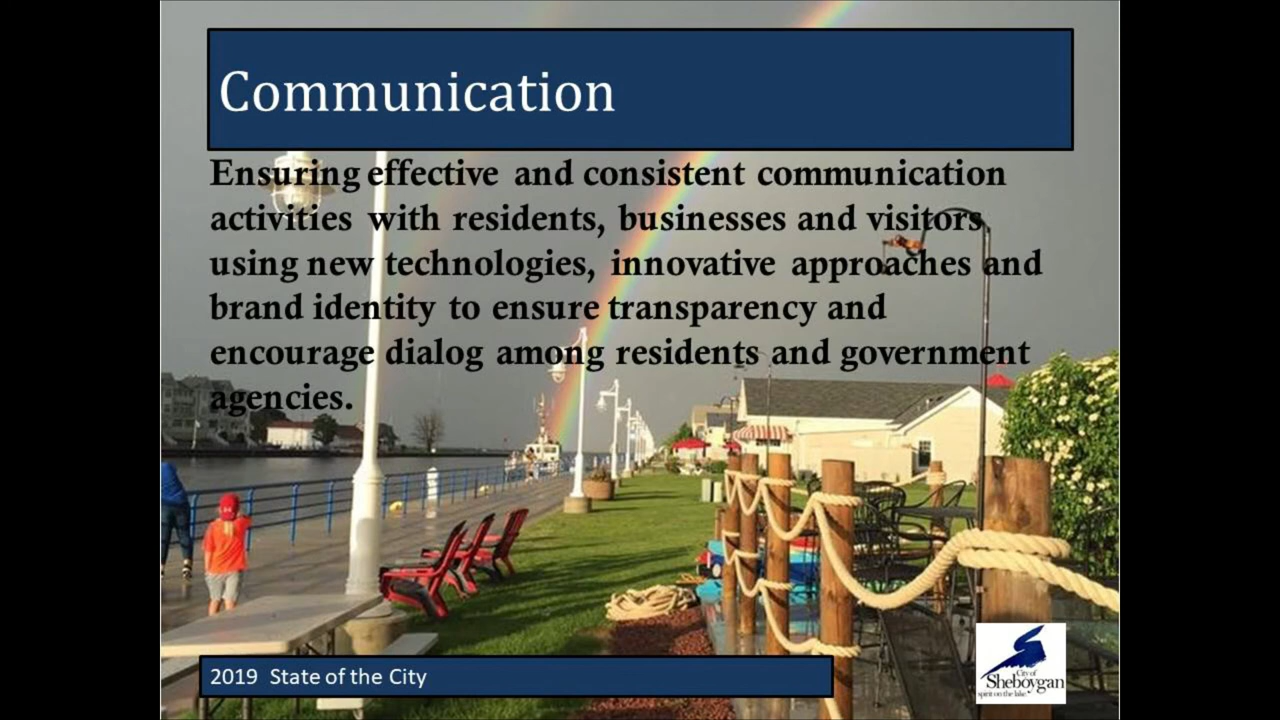 Communication
Ensuring effective and consistent communication
activities with residents, businesses and visitors,
using new technologies, innovative approaches and
brand identity to ensure transparency and
encourage dialog among residents and government
agencies.
2019 State of the City
City of
Sheboygan
spirit on the lake